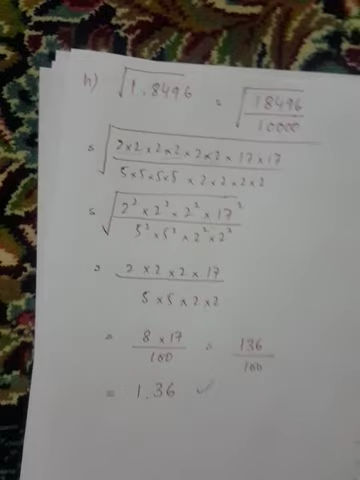 h) √1.8496 = √18496/10000
= √2×2×2×2×2×2×17×17/5×5×5×5×2×2×2×2
= √2²×2²×2²×17²/5²×5²×2²×2²
= 2×2×2×17/5×5×2×2
= 8×17/100 = 136/100
= 1.36 ✓